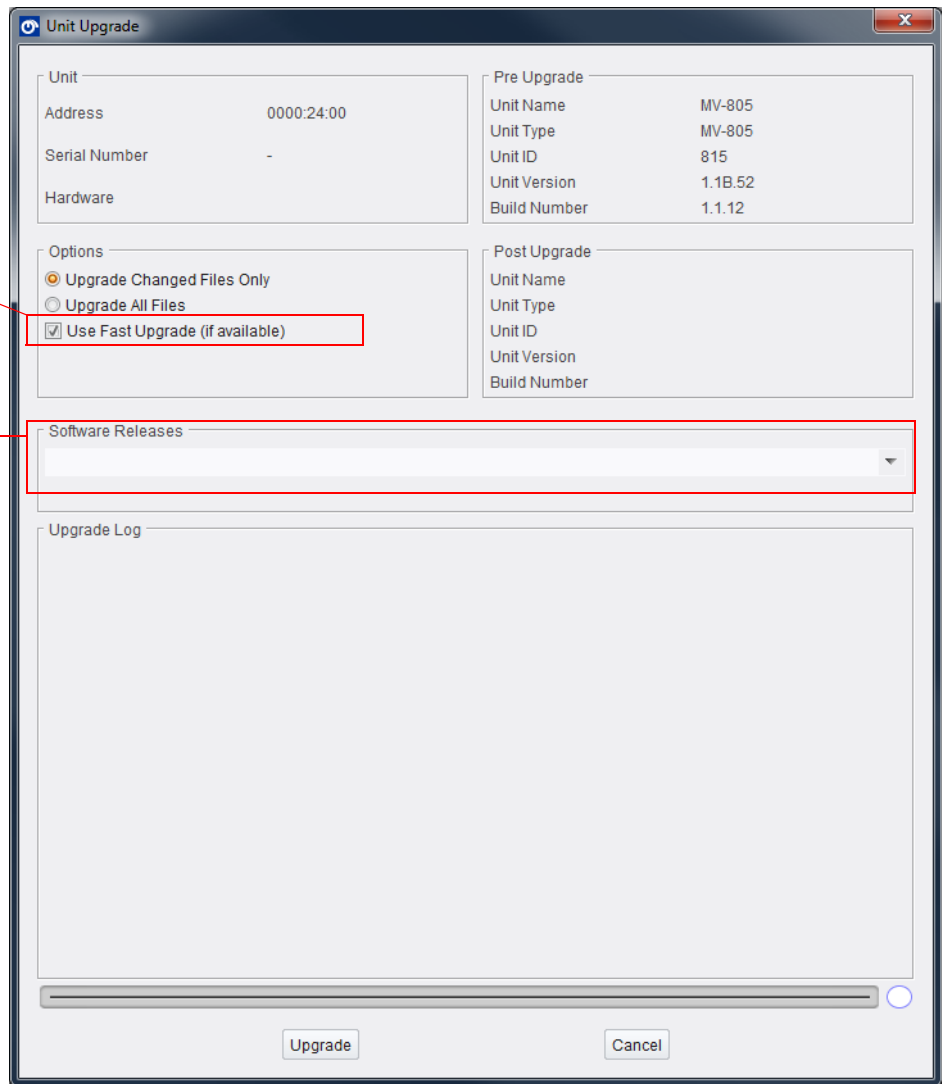 Unit Upgrade
Unit
Address 0000:24:00
Serial Number -
Hardware
Pre Upgrade
Unit Name MV-805
Unit Type MV-805
Unit ID 815
Unit Version 1.1B.52
Build Number 1.1.12
Options
Upgrade Changed Files Only
Upgrade All Files
Use Fast Upgrade (if available)
Post Upgrade
Unit Name
Unit Type
Unit ID
Unit Version
Build Number
Software Releases
Upgrade Log
Upgrade
Cancel